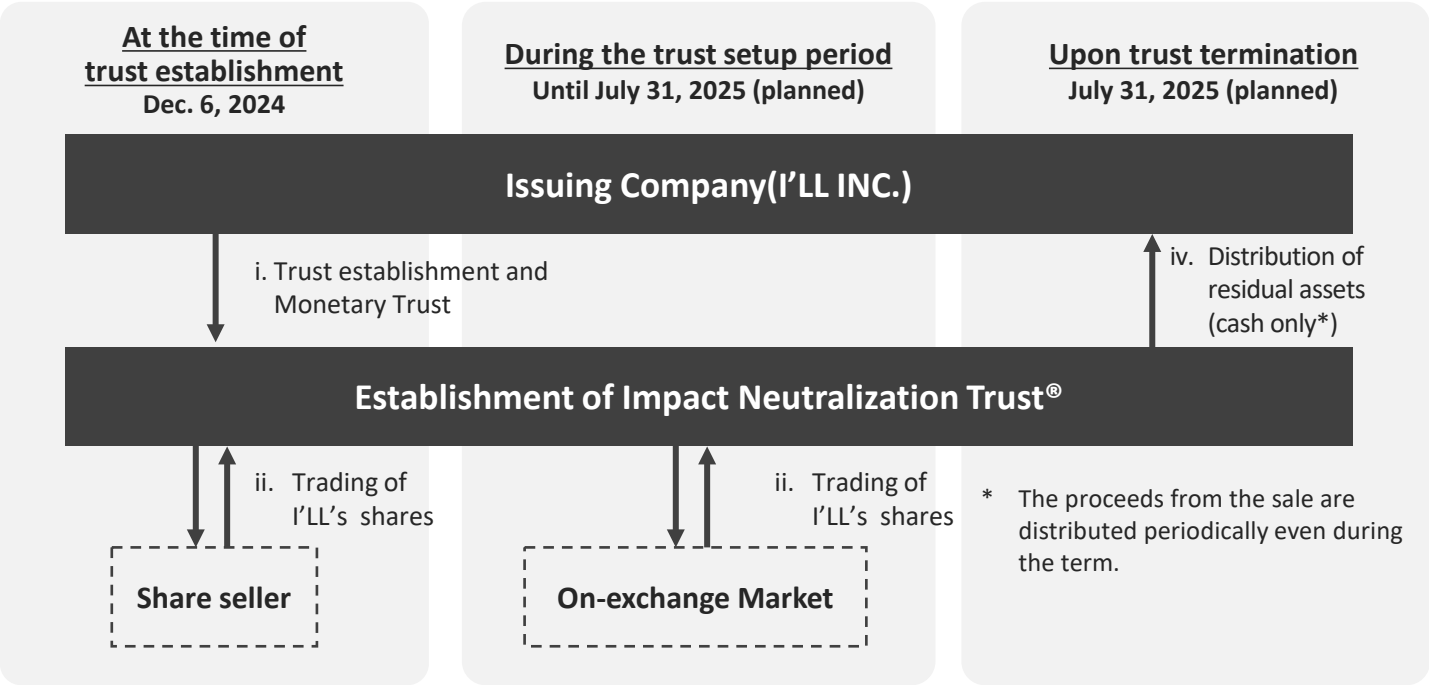 At the time of
trust establishment
Dec. 6, 2024
During the trust setup period
Until July 31, 2025 (planned)
Upon trust termination
July 31, 2025 (planned)
Issuing Company(I'LL INC.)
i. Trust establishment and
Monetary Trust
iv. Distribution of
residual assets
(cash only*)
Establishment of Impact Neutralization Trust®
ii. Trading of
I'LL's shares
ii. Trading of
I'LL's shares
* The proceeds from the sale are
distributed periodically even during
the term.
Share seller
On-exchange Market